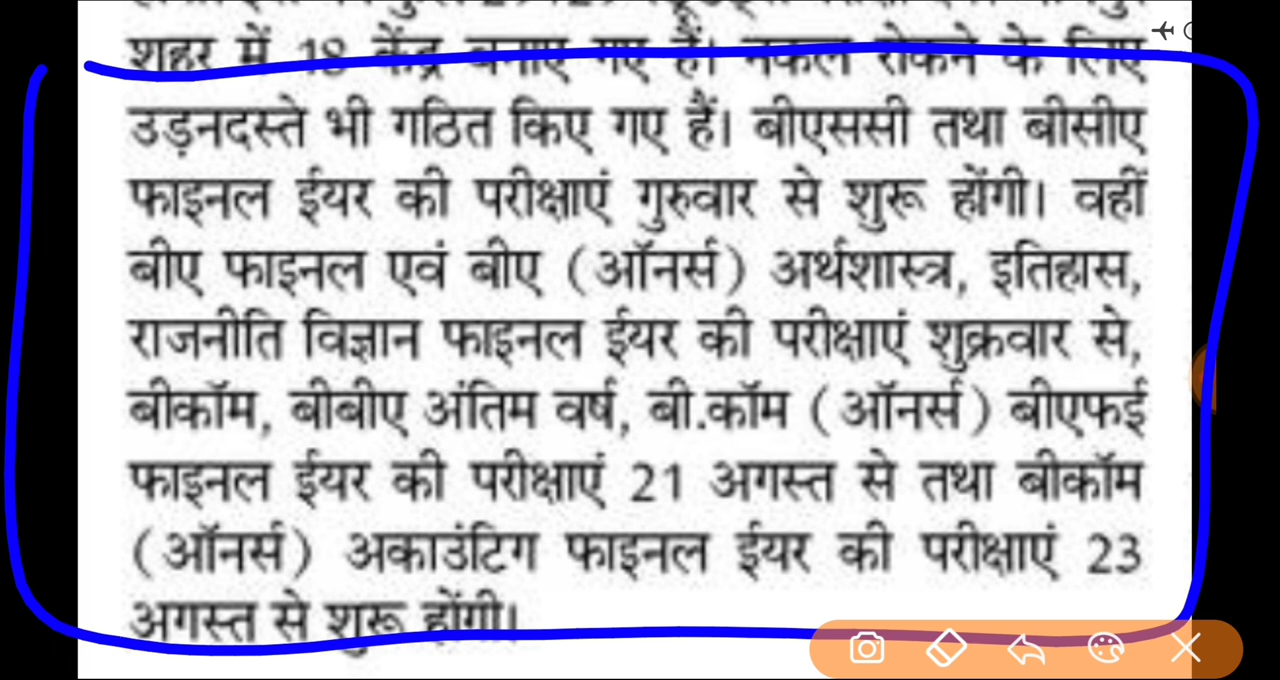 शहर में 18 केंद्र बनाए गए हैं। नकल रोकने के लिए
उड़नदस्ते भी गठित किए गए हैं। बीएससी तथा बीसीए
फाइनल ईयर की परीक्षाएं गुरुवार से शुरू होंगी। वहीं
बीए फाइनल एवं बीए (ऑनर्स) अर्थशास्त्र, इतिहास,
राजनीति विज्ञान फाइनल ईयर की परीक्षाएं शुक्रवार से,
बीकॉम, बीबीए अंतिम वर्ष, बी.कॉम (ऑनर्स) बीएफई
फाइनल ईयर की परीक्षाएं 21 अगस्त से तथा बीकॉम
(ऑनर्स) अकाउंटिग फाइनल ईयर की परीक्षाएं 23
अगस्त से शुरू होंगी।